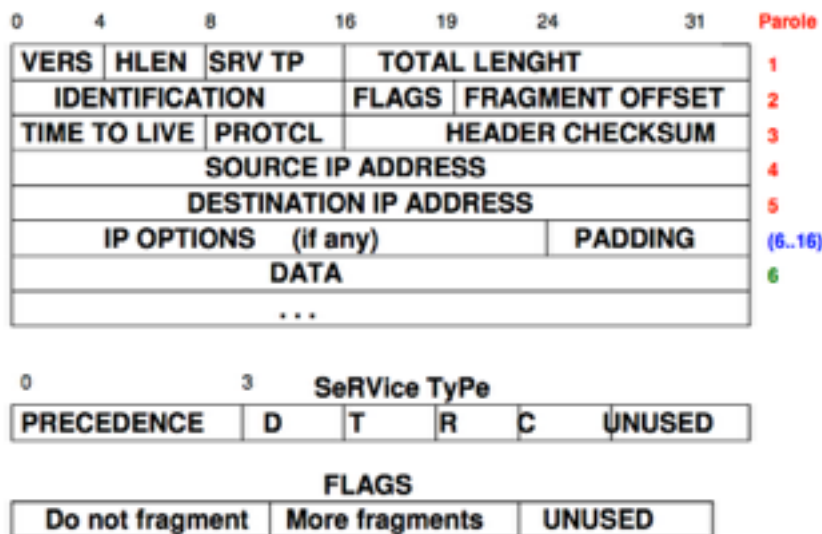 0 4 8 16 19 24 31 Parole
VERS HLEN SRV TP TOTAL LENGHT 1
IDENTIFICATION FLAGS FRAGMENT OFFSET 2
TIME TO LIVE PROTCL HEADER CHECKSUM 3
SOURCE IP ADDRESS 4
DESTINATION IP ADDRESS 5
IP OPTIONS (if any) PADDING (6..16)
DATA 6
...
0 3 SeRVice TyPe
PRECEDENCE D T R C UNUSED
FLAGS
Do not fragment More fragments UNUSED